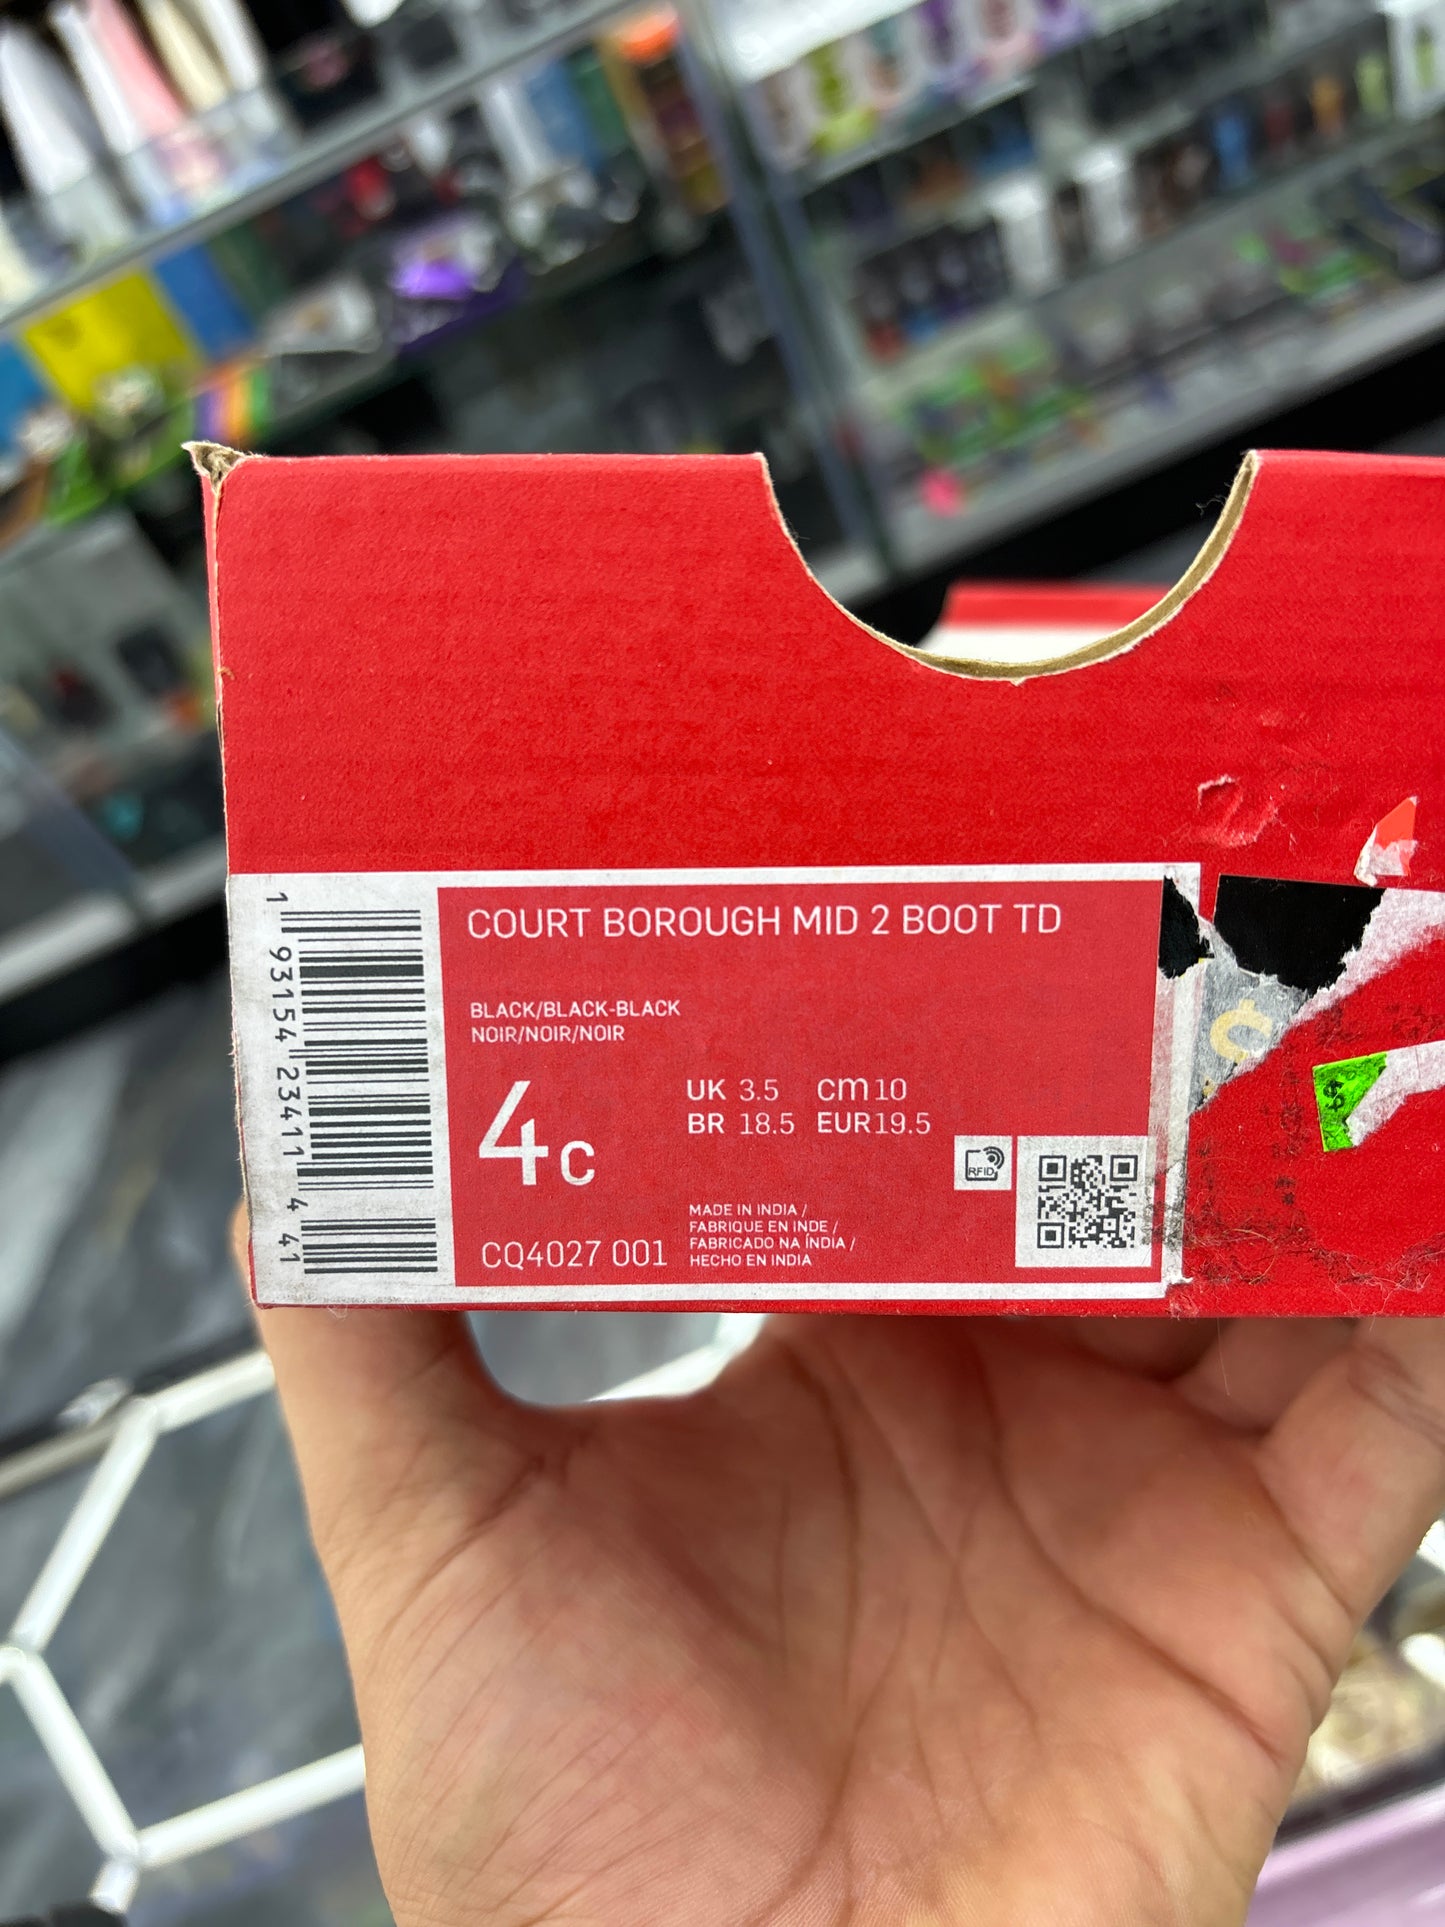 COURT BOROUGH MID 2 BOOT TD
BLACK/BLACK-BLACK
NOIR/NOIR/NOIR
4c
UK 3.5 cm 10
BR 18.5 EUR 19.5
RFID
MADE IN INDIA /
FABRIQUE EN INDE /
FABRICADO NA ÍNDIA /
HECHO EN INDIA
CQ4027 001
1 93154 23411 4 41